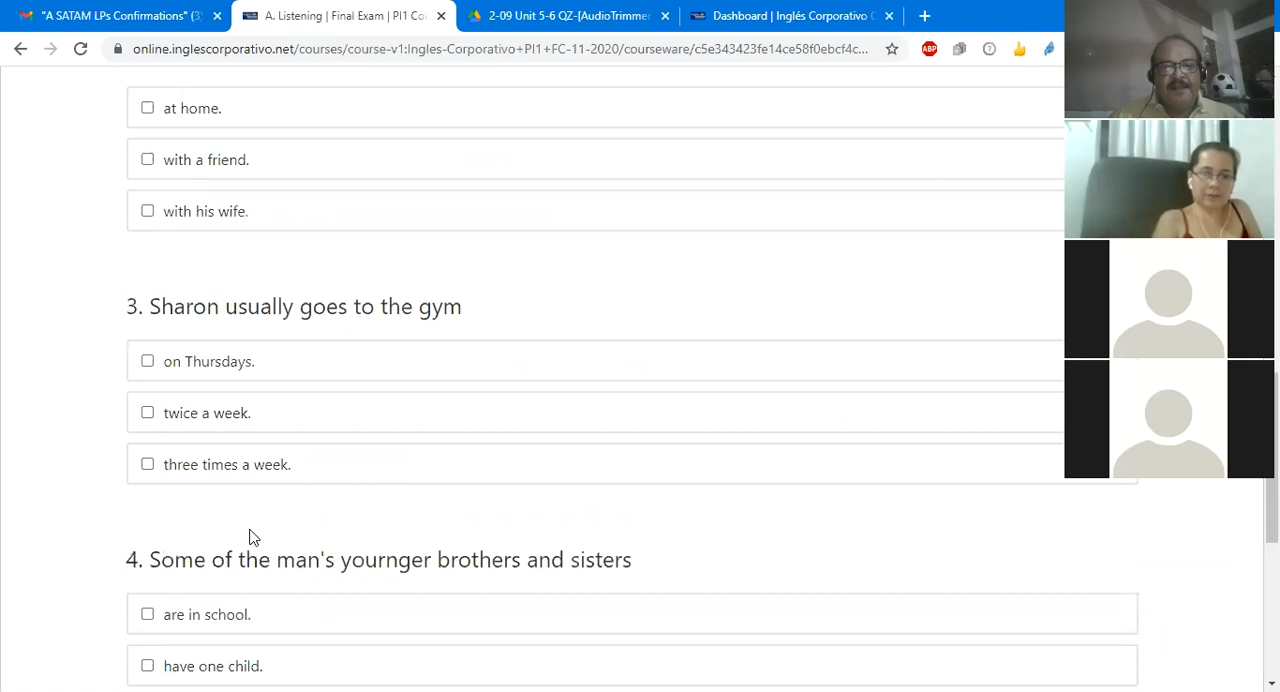 "A SATAM LPs Confirmations" (3)
A. Listening | Final Exam | PI1 Co
2-09 Unit 5-6 QZ-[AudioTrimmer
Dashboard | Inglés Corporativo C
online.inglescorporativo.net/courses/course-v1:Ingles-Corporativo+PI1+FC-11-2020/courseware/c5e343423fe14ce58f0ebcf4c...
ABP
at home.
with a friend.
with his wife.
3. Sharon usually goes to the gym
on Thursdays.
twice a week.
three times a week.
4. Some of the man's yournger brothers and sisters
are in school.
have one child.